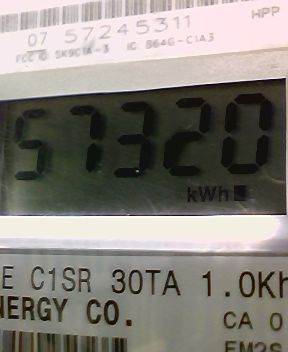 HPP
07 57245311
FCC ID: SK9C1A-3 IC: 864G-C1A3
57320
kWh
E C1SR 30TA 1.0Kh
NERGY CO. CA 0
EM2S